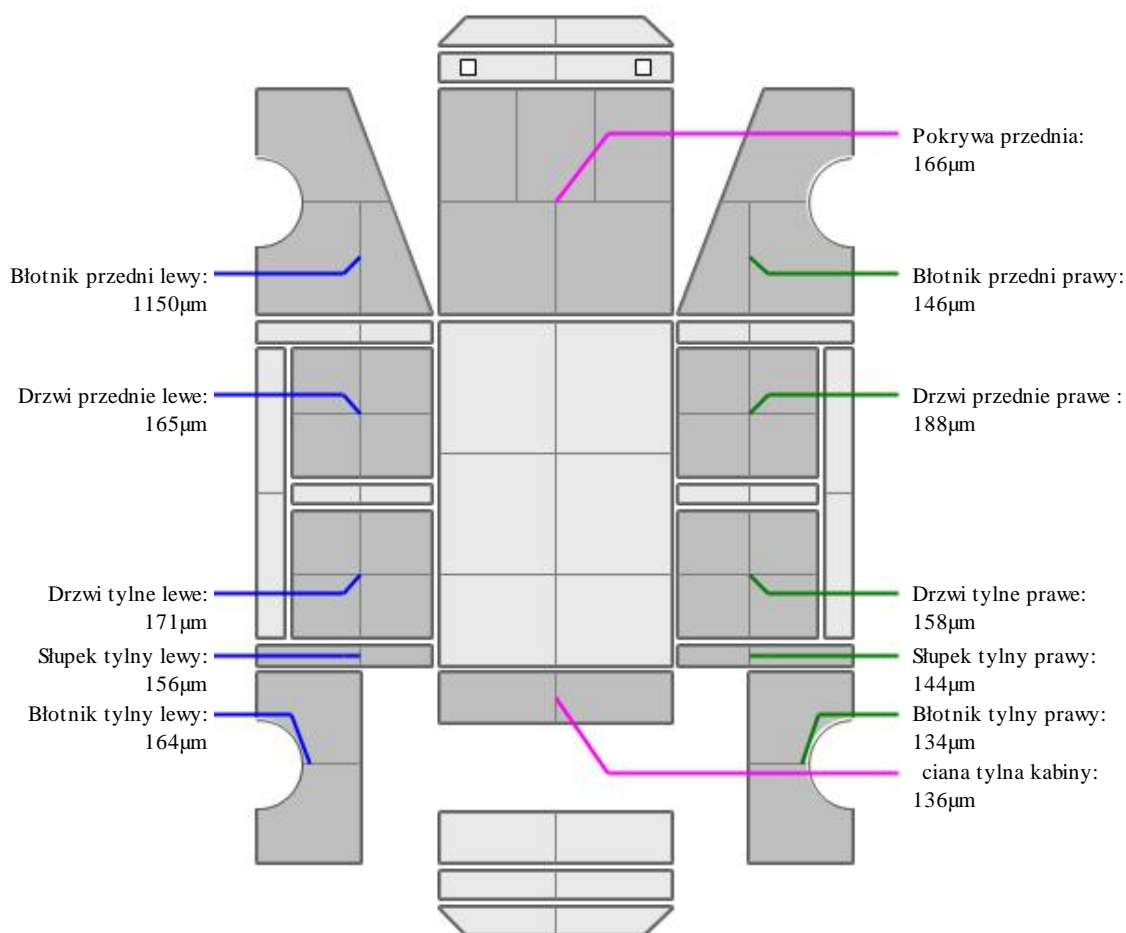 Pokrywa przednia:
166µm
Błotnik przedni lewy:
1150µm
Błotnik przedni prawy:
146µm
Drzwi przednie lewe:
165µm
Drzwi przednie prawe :
188µm
Drzwi tylne lewe:
171µm
Drzwi tylne prawe:
158µm
Słupek tylny lewy:
156µm
Słupek tylny prawy:
144µm
Błotnik tylny lewy:
164µm
Błotnik tylny prawy:
134µm
ciana tylna kabiny:
136µm